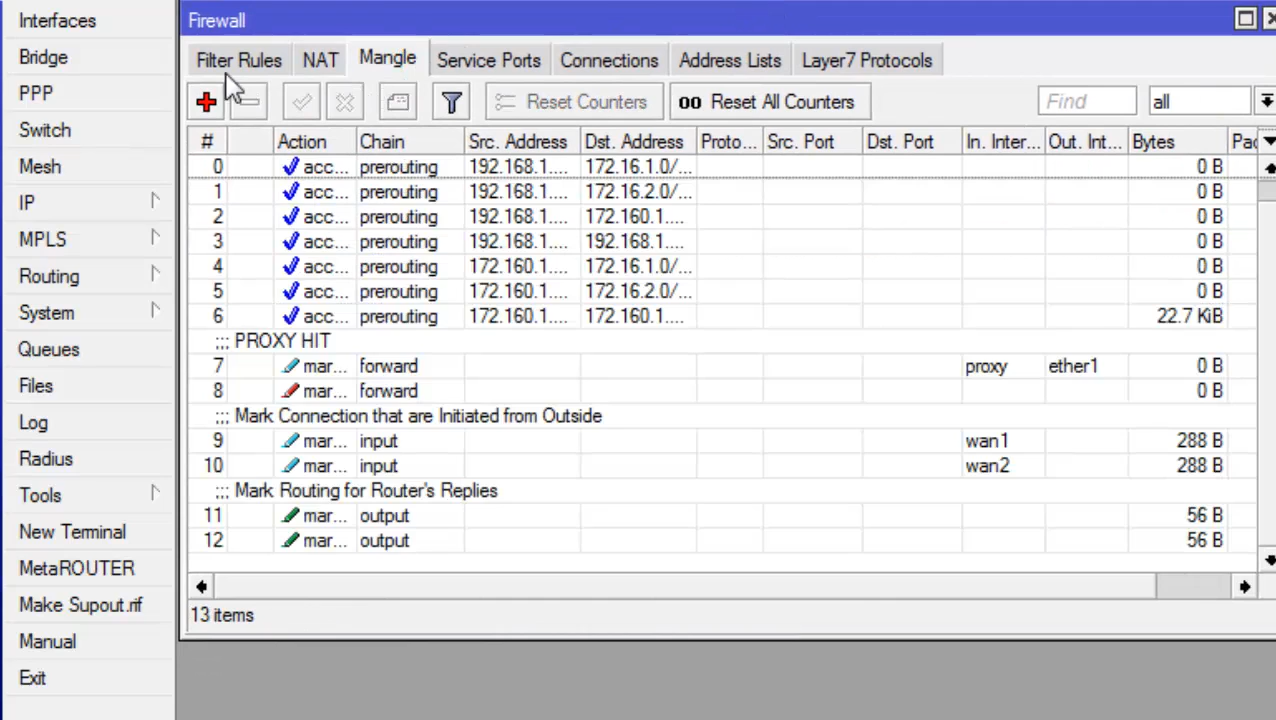 Interfaces
Bridge
PPP
Switch
Mesh
IP
MPLS
Routing
System
Queues
Files
Log
Radius
Tools
New Terminal
MetaROUTER
Make Supout.rif
Manual
Exit
Firewall
Filter Rules NAT Mangle Service Ports Connections Address Lists Layer7 Protocols
Reset Counters 00 Reset All Counters Find all
# Action Chain Src. Address Dst. Address Proto... Src. Port Dst. Port In. Inter... Out. Int... Bytes Pac
0 acc... prerouting 192.168.1.... 172.16.1.0/... 0 B
1 acc... prerouting 192.168.1.... 172.16.2.0/... 0 B
2 acc... prerouting 192.168.1.... 172.160.1.... 0 B
3 acc... prerouting 192.168.1.... 192.168.1.... 0 B
4 acc... prerouting 172.160.1.... 172.16.1.0/... 0 B
5 acc... prerouting 172.160.1.... 172.16.2.0/... 0 B
6 acc... prerouting 172.160.1.... 172.160.1.... 22.7 KiB
;;; PROXY HIT
7 mar... forward proxy ether1 0 B
8 mar... forward 0 B
;;; Mark Connection that are Initiated from Outside
9 mar... input wan1 288 B
10 mar... input wan2 288 B
;;; Mark Routing for Router's Replies
11 mar... output 56 B
12 mar... output 56 B
13 items